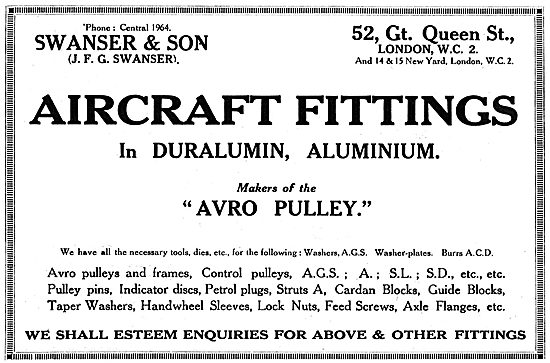 'Phone: Central 1964.
SWANSER & SON
(J. F. G. SWANSER).
52, Gt. Queen St.,
LONDON, W.C. 2.
And 14 & 15 New Yard, London, W.C. 2.
AIRCRAFT FITTINGS
In DURALUMIN, ALUMINIUM.
Makers of the
"AVRO PULLEY."
We have all the necessary tools, dies, etc., for the following: Washers, A.G.S. Washer-plates. Burrs A.C.D.
Avro pulleys and frames, Control pulleys, A.G.S.; A.; S.L.; S.D., etc., etc.
Pulley pins, Indicator discs, Petrol plugs, Struts A, Cardan Blocks, Guide Blocks,
Taper Washers, Handwheel Sleeves, Lock Nuts, Feed Screws, Axle Flanges, etc.
WE SHALL ESTEEM ENQUIRIES FOR ABOVE & OTHER FITTINGS